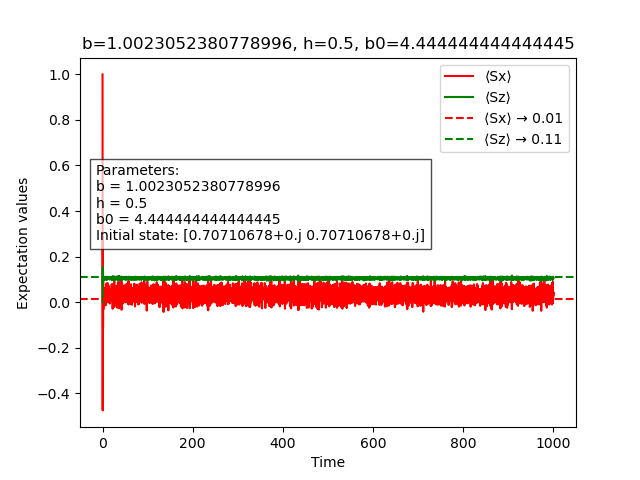 b=1.0023052380778996, h=0.5, b0=4.444444444444445
1.0
0.8
0.6
0.4
0.2
0.0
−0.2
−0.4
Expectation values
⟨Sx⟩
⟨Sz⟩
⟨Sx⟩ → 0.01
⟨Sz⟩ → 0.11
Parameters:
b = 1.0023052380778996
h = 0.5
b0 = 4.444444444444445
Initial state: [0.70710678+0.j 0.70710678+0.j]
0 200 400 600 800 1000
Time